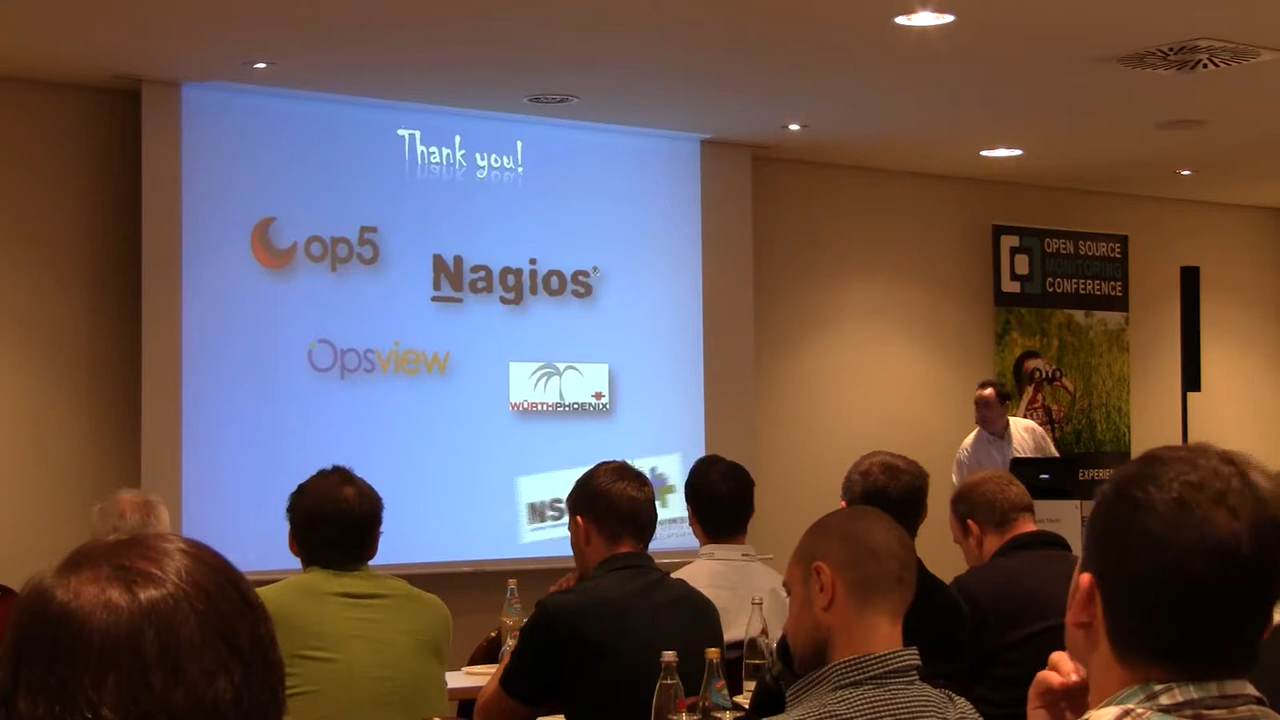 Thank you!
op5
Nagios®
Opsview
WÜRTHPHOENIX
OPEN SOURCE
MONITORING
CONFERENCE